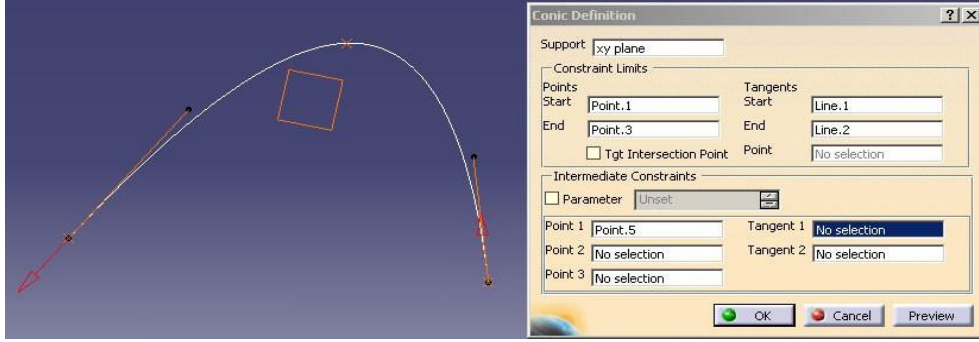 Conic Definition
Support xy plane
Constraint Limits
Points Tangents
Start Point.1 Start Line.1
End Point.3 End Line.2
Tgt Intersection Point Point No selection
Intermediate Constraints
Parameter Unset
Point 1 Point.5 Tangent 1 No selection
Point 2 No selection Tangent 2 No selection
Point 3 No selection
OK Cancel Preview